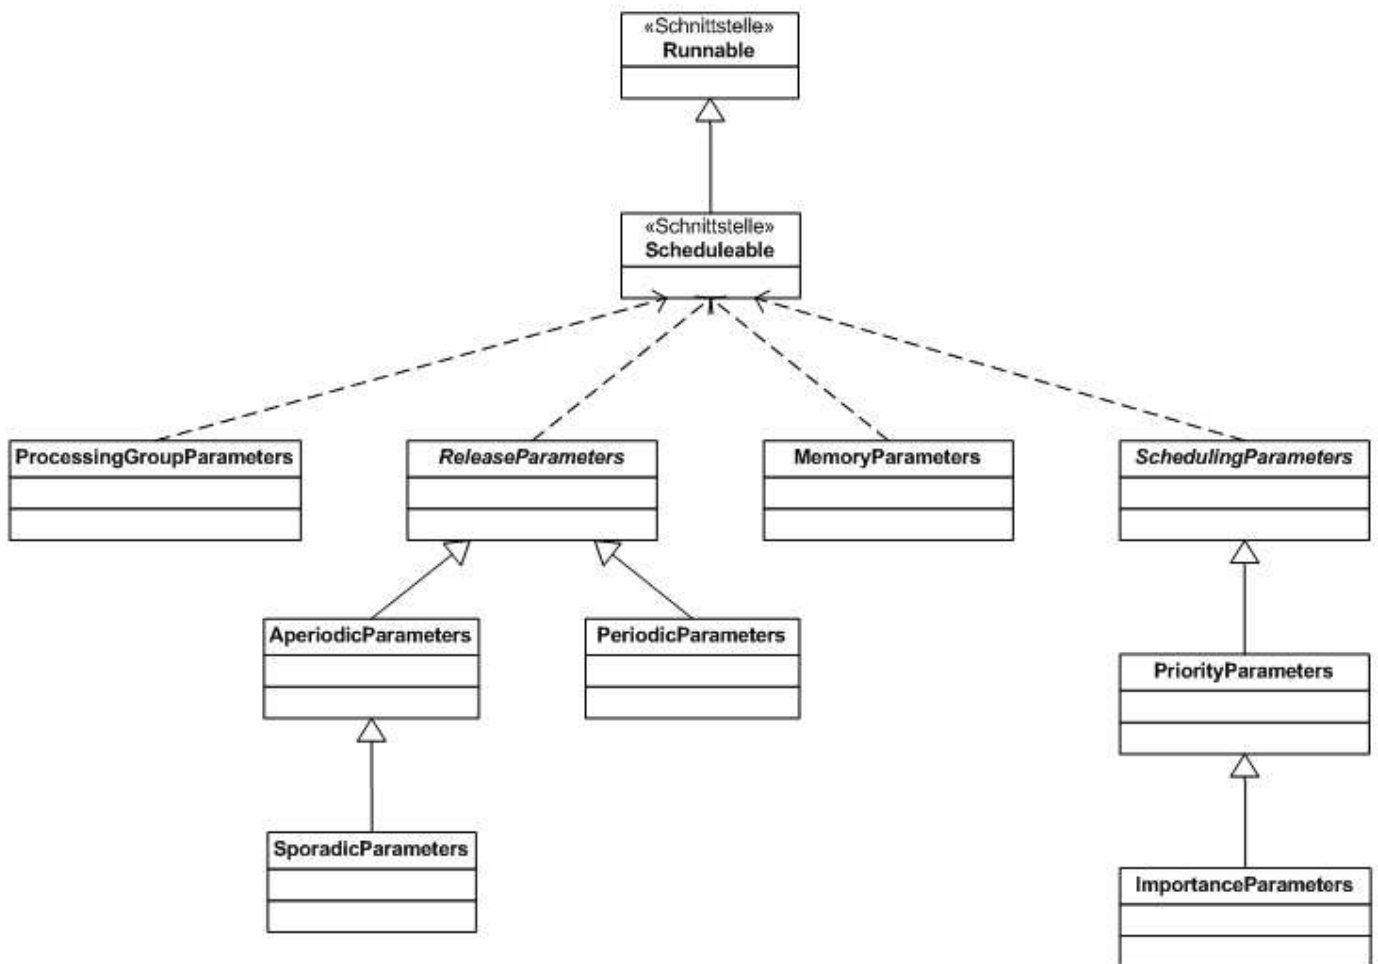 «Schnittstelle»
Runnable
«Schnittstelle»
Scheduleable
ProcessingGroupParameters
ReleaseParameters
MemoryParameters
SchedulingParameters
AperiodicParameters
PeriodicParameters
PriorityParameters
SporadicParameters
ImportanceParameters